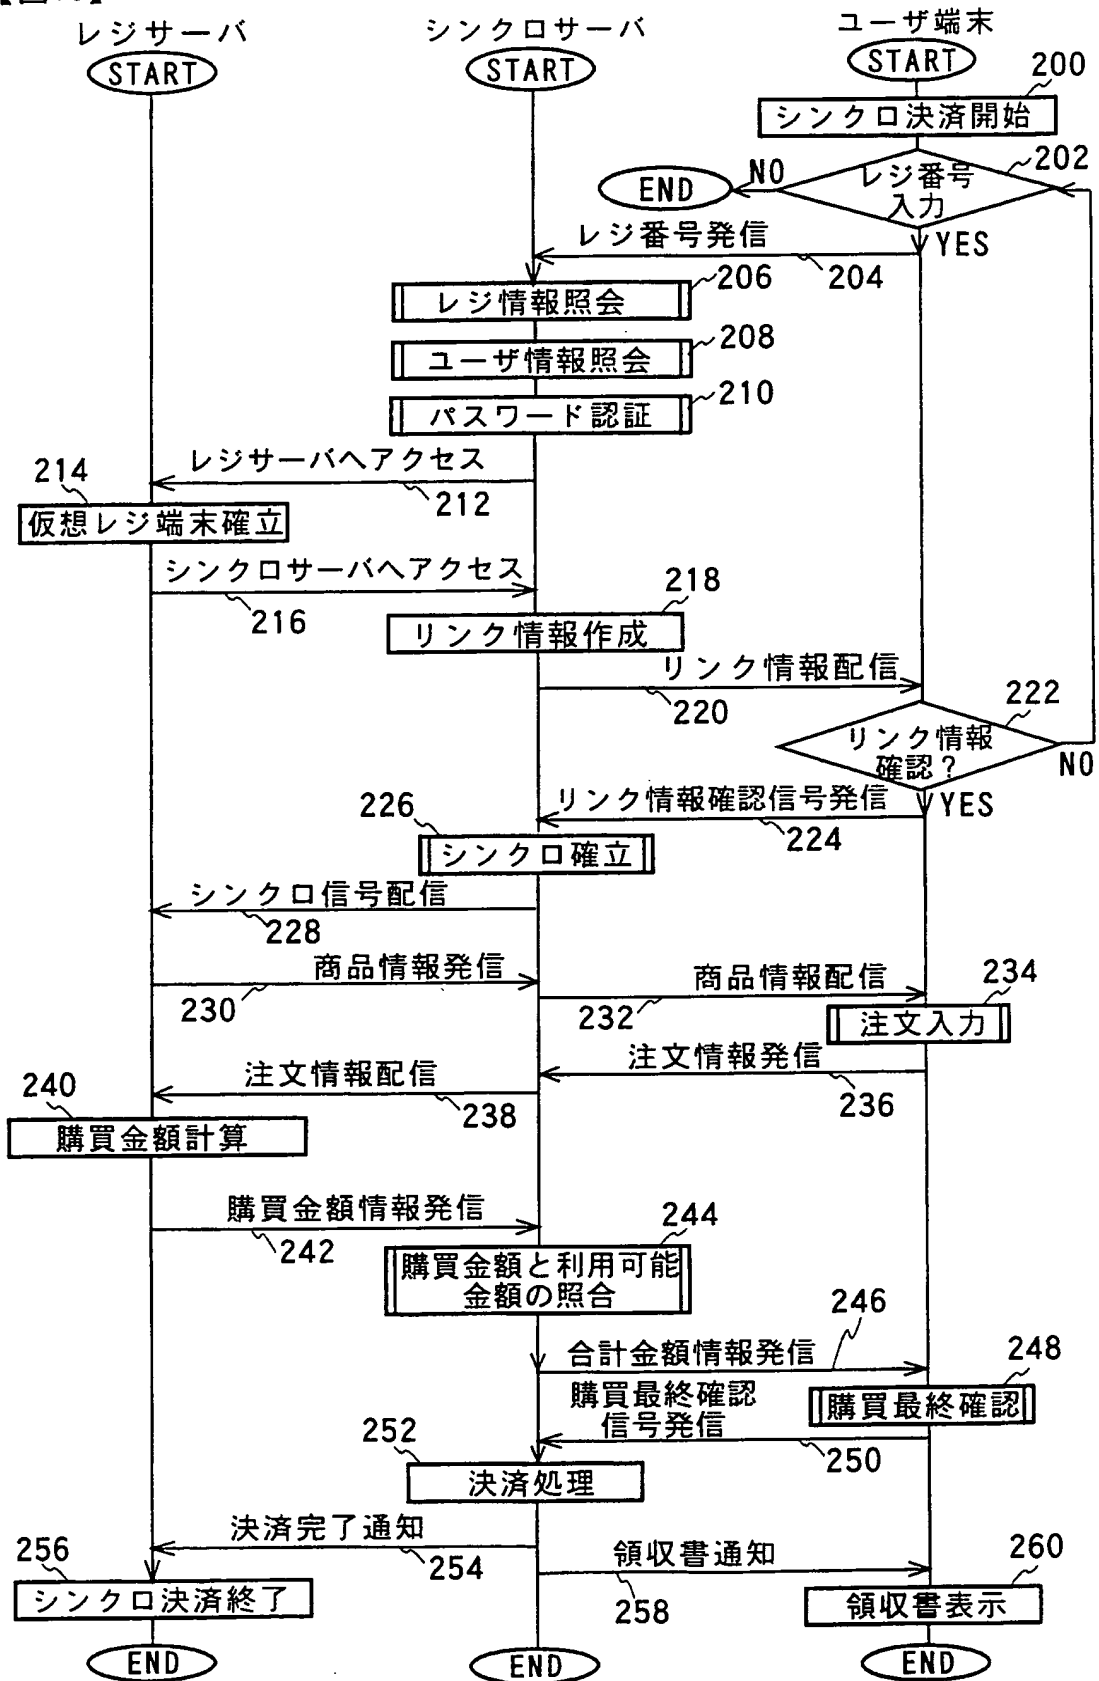 レジサーバ
シンクロサーバ
ユーザ端末
START
START
START
200
シンクロ決済開始
202
レジ番号
入力
NO
END
YES
レジ番号発信
204
206
レジ情報照会
208
ユーザ情報照会
210
パスワード認証
レジサーバへアクセス
212
214
仮想レジ端末確立
シンクロサーバへアクセス
216
218
リンク情報作成
リンク情報配信
220
222
リンク情報
確認?
NO
YES
リンク情報確認信号発信
224
226
シンクロ確立
シンクロ信号配信
228
商品情報発信
230
商品情報配信
232
234
注文入力
注文情報発信
236
注文情報配信
238
240
購買金額計算
購買金額情報発信
242
244
購買金額と利用可能
金額の照合
246
合計金額情報発信
248
購買最終確認
購買最終確認
信号発信
250
252
決済処理
決済完了通知
254
256
シンクロ決済終了
領収書通知
258
260
領収書表示
END
END
END